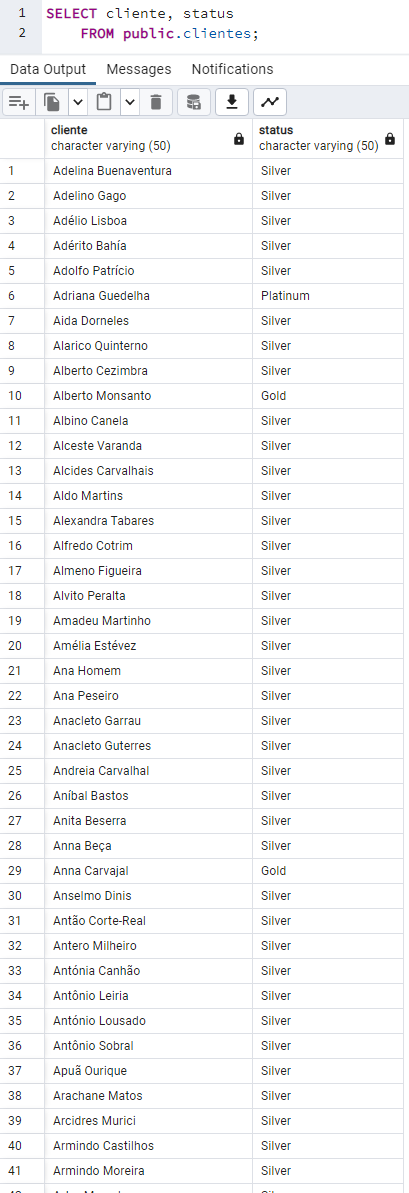 1 SELECT cliente, status
2 FROM public.clientes;
Data Output Messages Notifications
cliente status
character varying (50) character varying (50)
1 Adelina Buenaventura Silver
2 Adelino Gago Silver
3 Adélio Lisboa Silver
4 Adérito Bahía Silver
5 Adolfo Patrício Silver
6 Adriana Guedelha Platinum
7 Aida Dorneles Silver
8 Alarico Quinterno Silver
9 Alberto Cezimbra Silver
10 Alberto Monsanto Gold
11 Albino Canela Silver
12 Alceste Varanda Silver
13 Alcides Carvalhais Silver
14 Aldo Martins Silver
15 Alexandra Tabares Silver
16 Alfredo Cotrim Silver
17 Almeno Figueira Silver
18 Alvito Peralta Silver
19 Amadeu Martinho Silver
20 Amélia Estévez Silver
21 Ana Homem Silver
22 Ana Peseiro Silver
23 Anacleto Garrau Silver
24 Anacleto Guterres Silver
25 Andreia Carvalhal Silver
26 Aníbal Bastos Silver
27 Anita Beserra Silver
28 Anna Beça Silver
29 Anna Carvajal Gold
30 Anselmo Dinis Silver
31 Antão Corte-Real Silver
32 Antero Milheiro Silver
33 Antónia Canhão Silver
34 Antônio Leiria Silver
35 António Lousado Silver
36 Antônio Sobral Silver
37 Apuã Ourique Silver
38 Arachane Matos Silver
39 Arcidres Murici Silver
40 Armindo Castilhos Silver
41 Armindo Moreira Silver